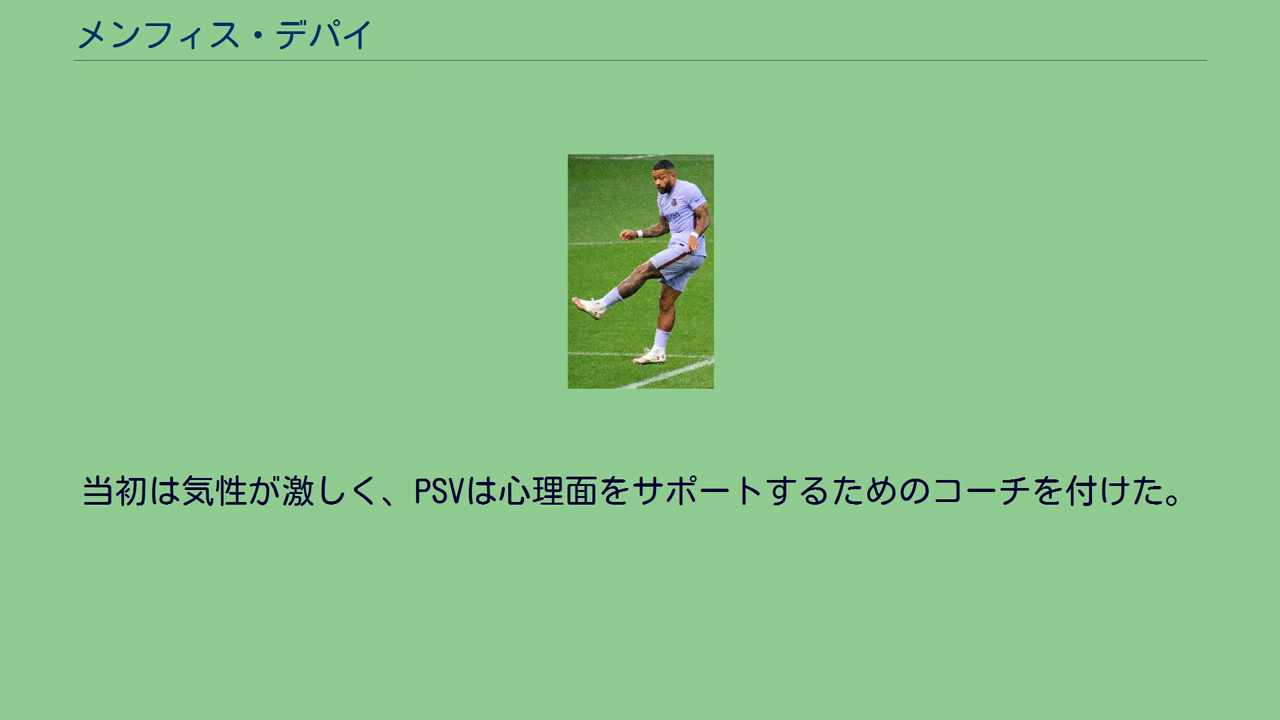 メンフィス・デパイ
当初は気性が激しく、PSVは心理面をサポートするためのコーチを付けた。